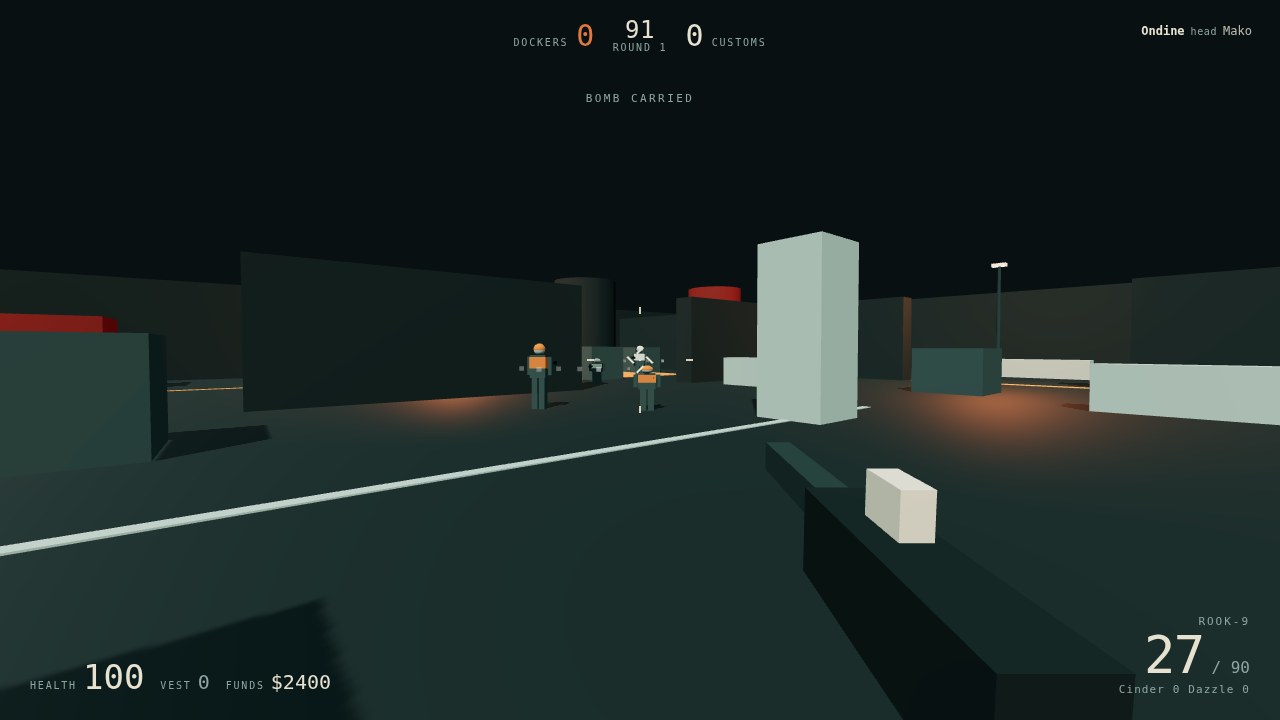 DOCKERS 0 91 0 CUSTOMS
ROUND 1
Ondine head Mako
BOMB CARRIED
ROOK-9
27 / 90
HEALTH 100 VEST 0 FUNDS $2400
Cinder 0 Dazzle 0